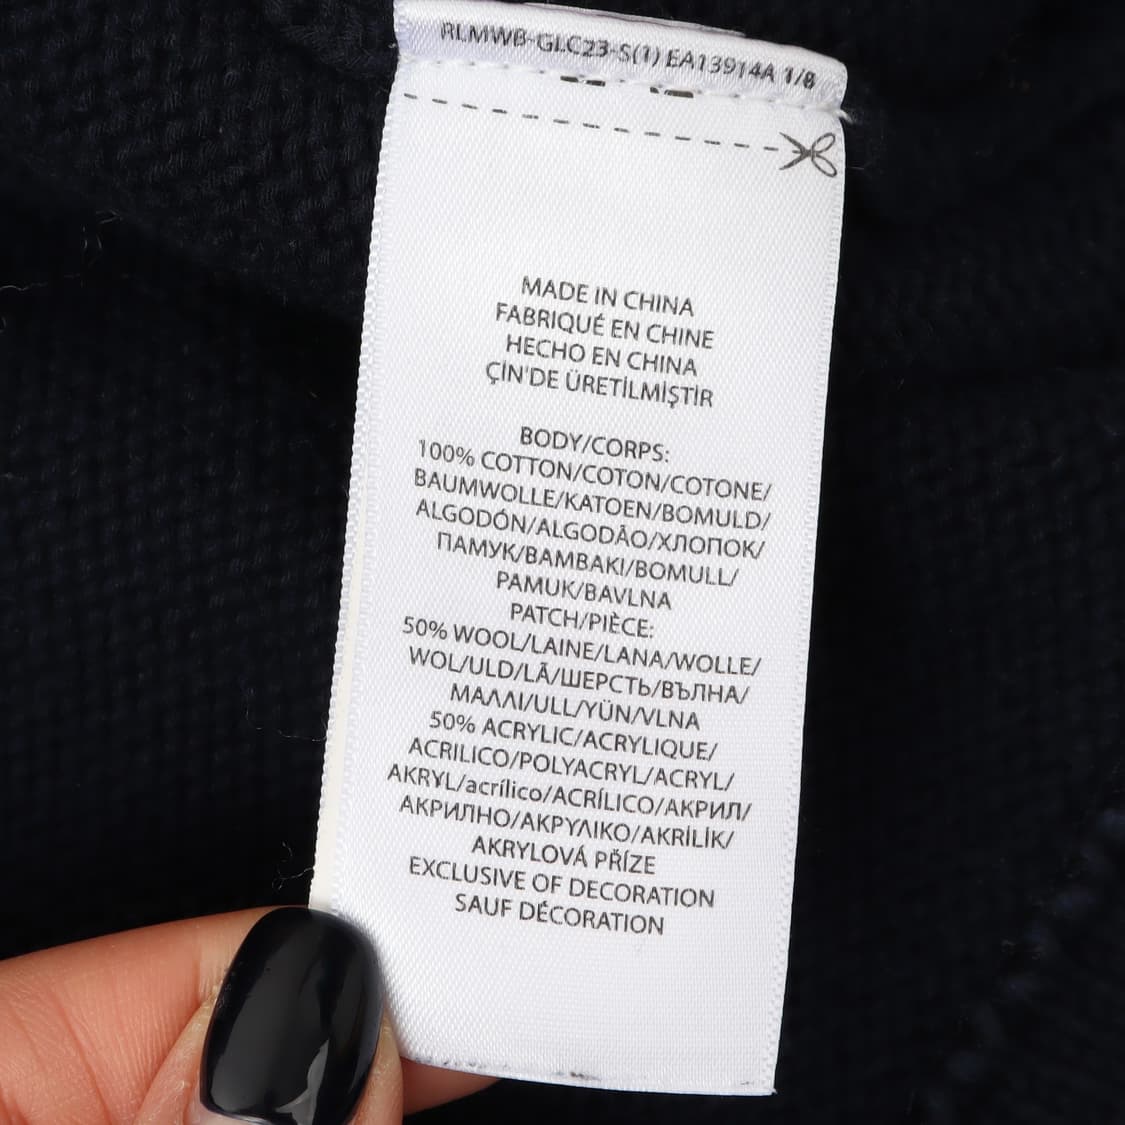 RLMWB-GLC23-S(1) EA13914A 1/8
MADE IN CHINA
FABRIQUÉ EN CHINE
HECHO EN CHINA
ÇİN'DE ÜRETİLMİŞTİR
BODY/CORPS:
100% COTTON/COTON/COTONE/
BAUMWOLLE/KATOEN/BOMULD/
ALGODÓN/ALGODÃO/ХЛОПОК/
ПАМУК/ΒΑΜΒΑΚΙ/BOMULL/
PAMUK/BAVLNA
PATCH/PIÈCE:
50% WOOL/LAINE/LANA/WOLLE/
WOL/ULD/LÃ/ШЕРСТЬ/ВЪЛНА/
ΜΑΛΛΙ/ULL/YÜN/VLNA
50% ACRYLIC/ACRYLIQUE/
ACRILICO/POLYACRYL/ACRYL/
AKRYL/acrílico/ACRÍLICO/АКРИЛ/
АКРИЛНО/ΑΚΡΥΛΙΚΟ/AKRİLİK/
AKRYLOVÁ PŘÍZE
EXCLUSIVE OF DECORATION
SAUF DÉCORATION